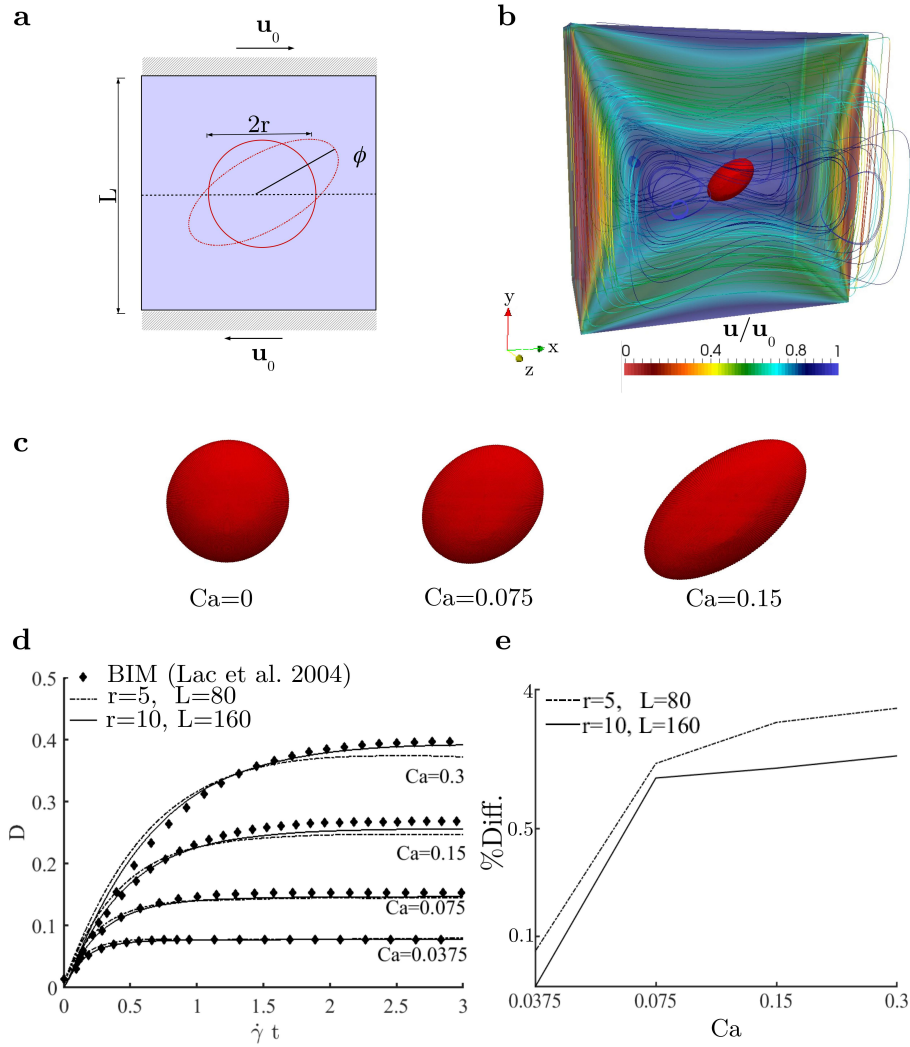 a
u₀
2r
ϕ
L
u₀
b
y
x
z
u/u₀
0 0.4 0.8 1
c
Ca=0
Ca=0.075
Ca=0.15
d
BIM (Lac et al. 2004)
r=5, L=80
r=10, L=160
0.5
0.4
0.3
0.2
0.1
0
D
Ca=0.3
Ca=0.15
Ca=0.075
Ca=0.0375
0 0.5 1 1.5 2 2.5 3
γ̇ t
e
r=5, L=80
r=10, L=160
4
0.5
0.1
%Diff.
0.0375 0.075 0.15 0.3
Ca